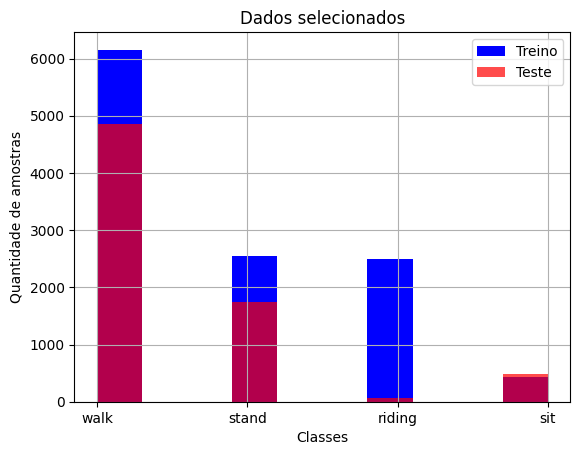 Dados selecionados
Treino
Teste
Quantidade de amostras
6000
5000
4000
3000
2000
1000
0
walk stand riding sit
Classes